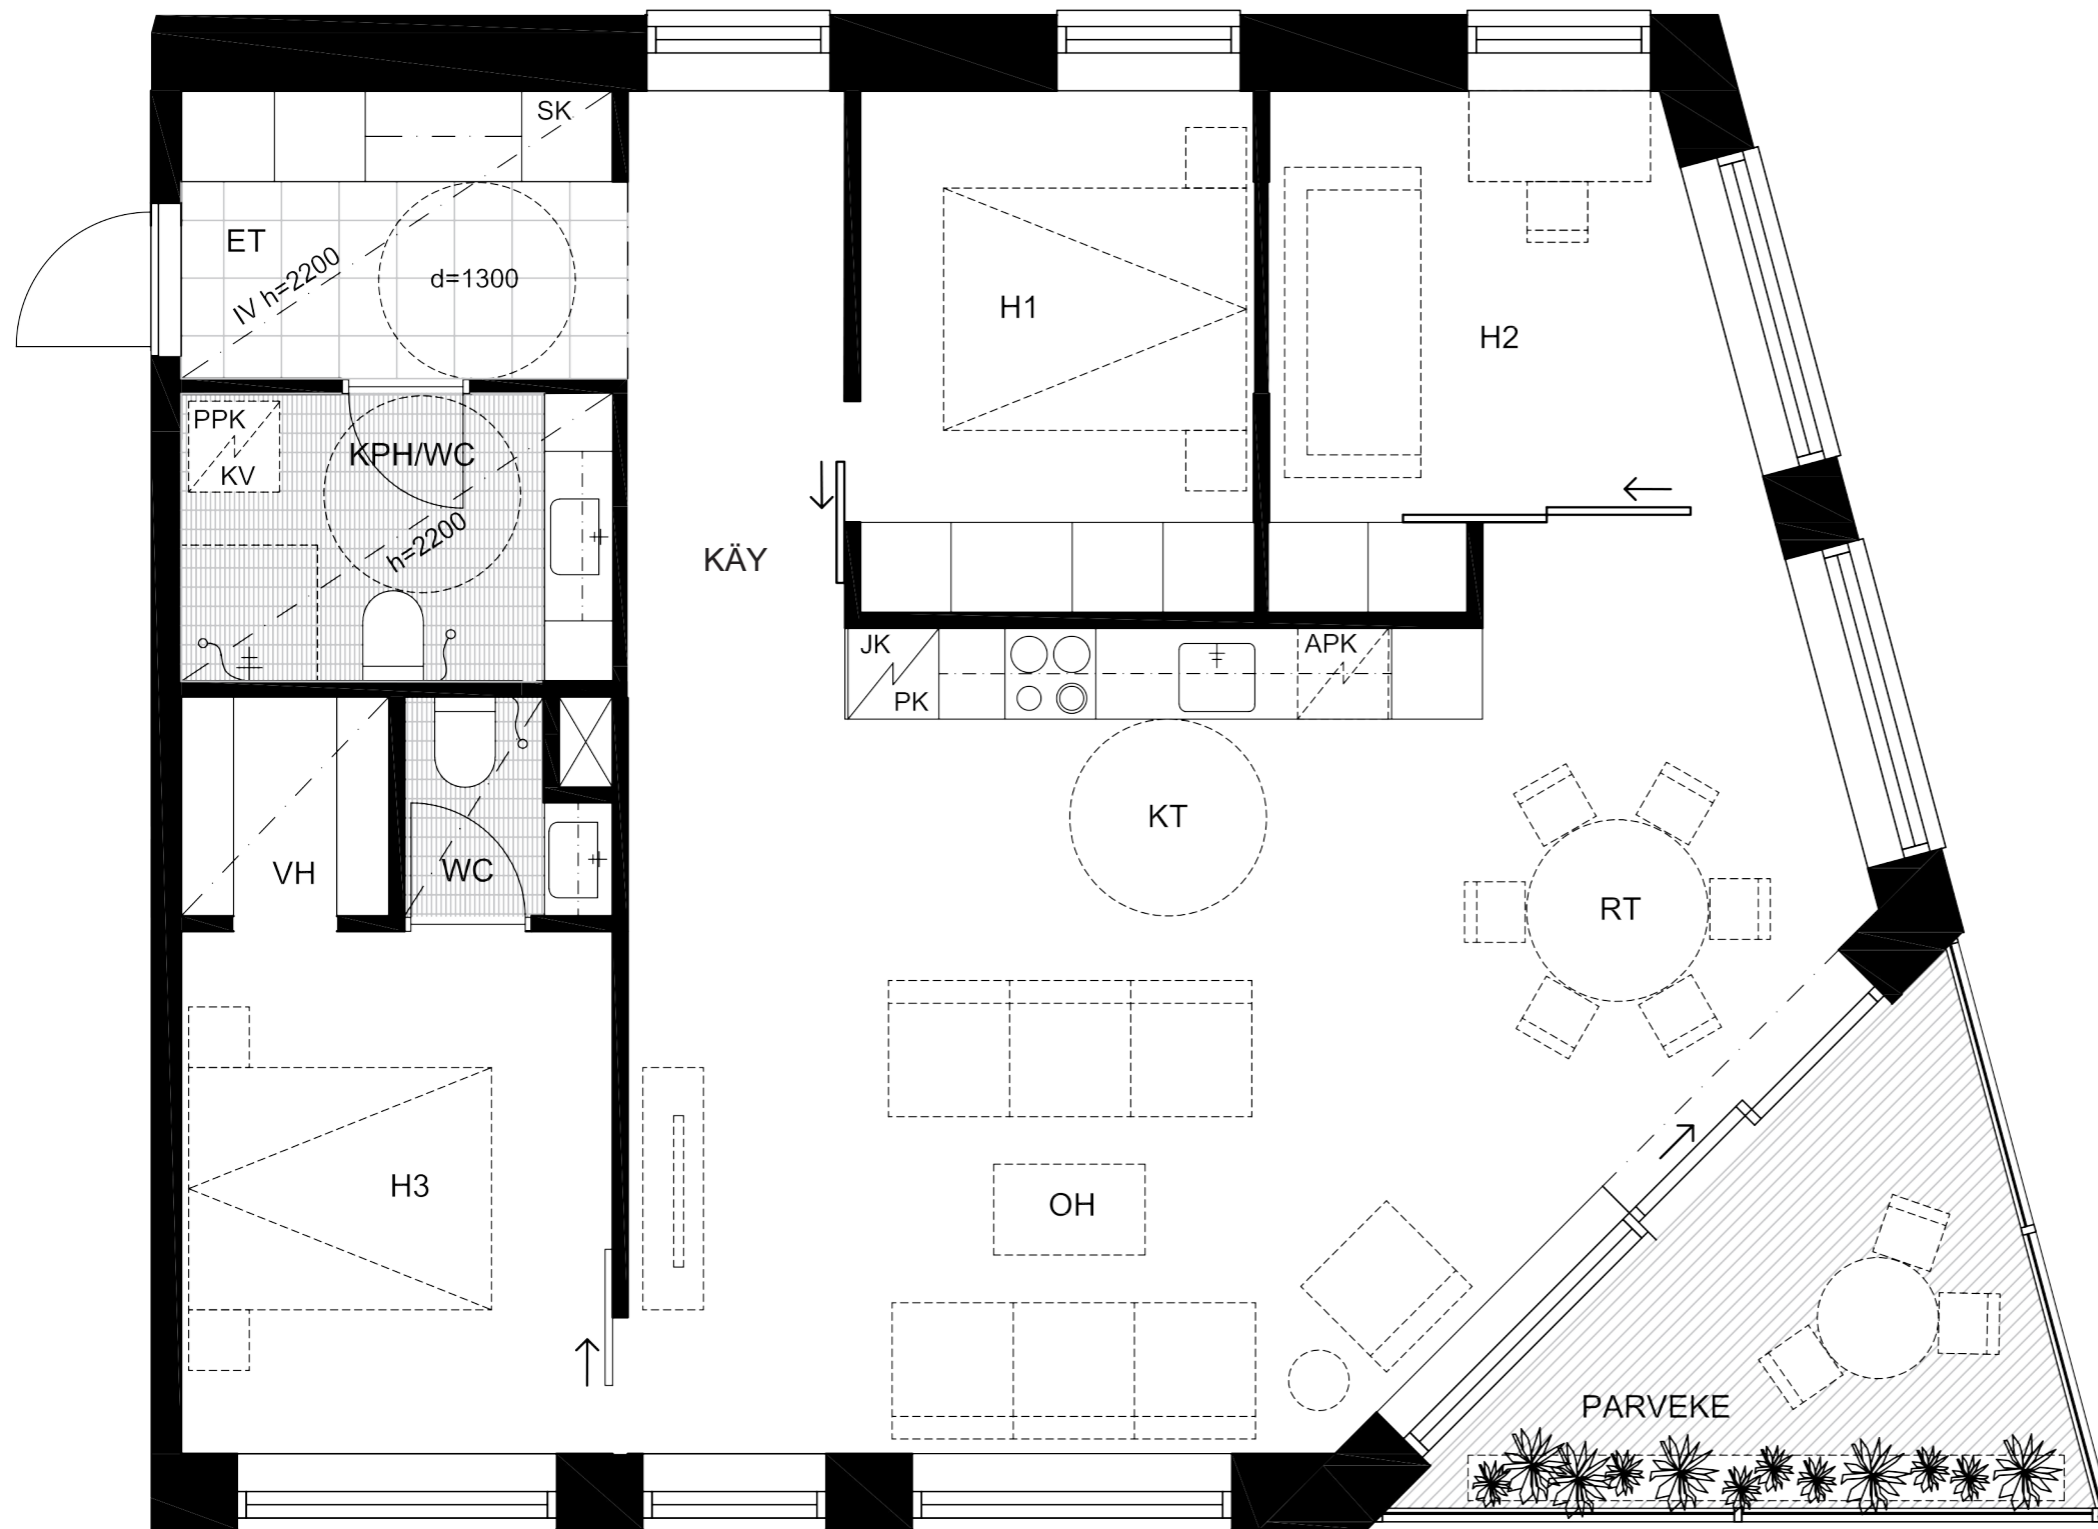 SK
ET
IV h=2200
d=1300
H1
H2
PPK
KV
KPH/WC
h=2200
KÄY
JK
PK
APK
KT
VH
WC
RT
H3
OH
PARVEKE